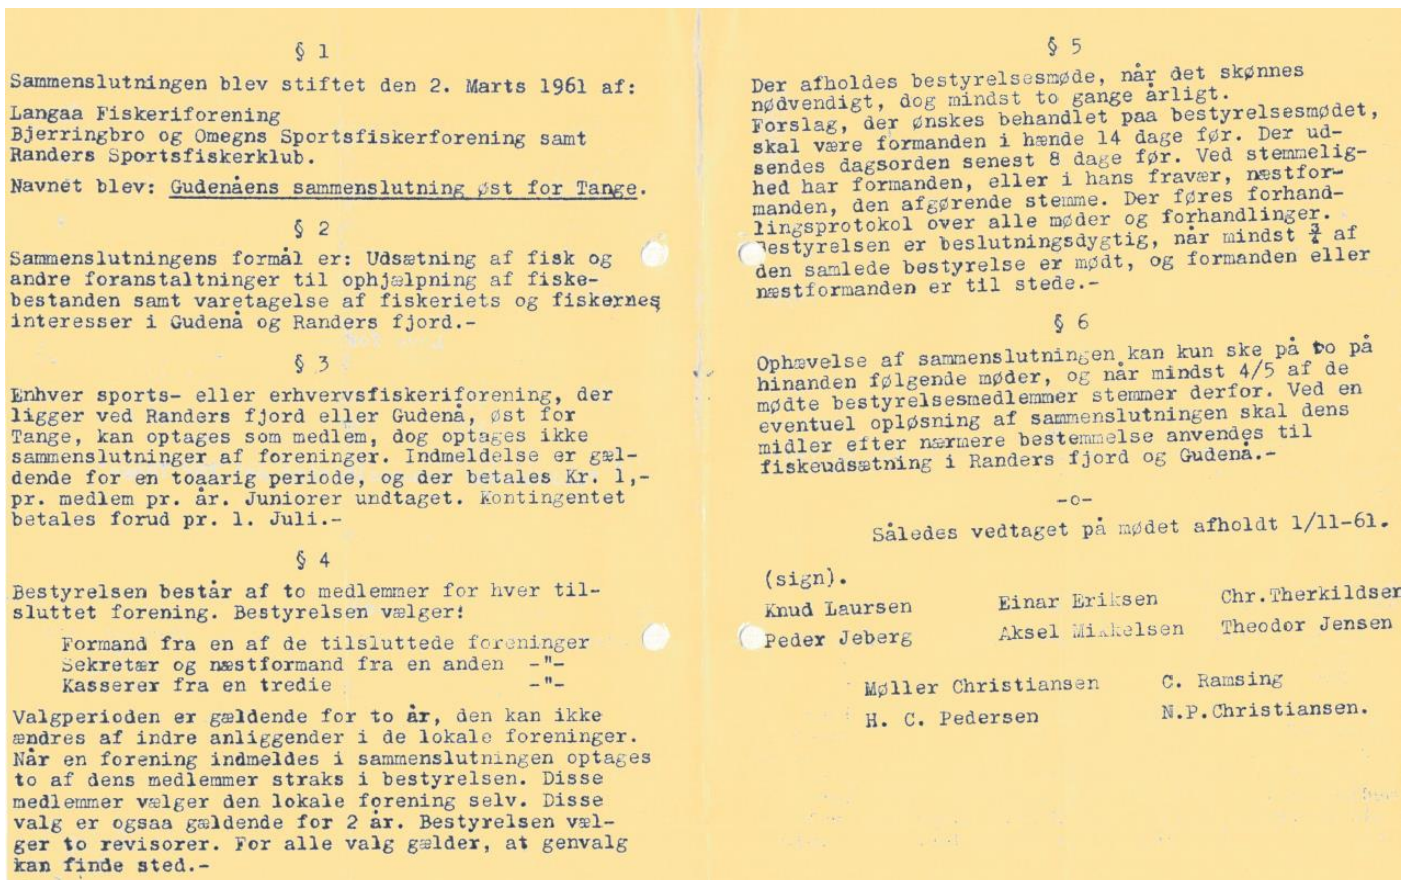 § 1
Sammenslutningen blev stiftet den 2. Marts 1961 af:
Langaa Fiskeriforening
Bjerringbro og Omegns Sportsfiskerforening samt
Randers Sportsfiskerklub.
Navnet blev: Gudenåens sammenslutning øst for Tange.
§ 2
Sammenslutningens formål er: Udsætning af fisk og
andre foranstaltninger til ophjælpning af fiske-
bestanden samt varetagelse af fiskeriets og fiskernes
interesser i Gudenå og Randers fjord.-
§ 3
Enhver sports- eller erhvervsfiskeriforening, der
ligger ved Randers fjord eller Gudenå, øst for
Tange, kan optages som medlem, dog optages ikke
sammenslutninger af foreninger. Indmeldelse er gæl-
dende for en toaarig periode, og der betales Kr. 1,-
pr. medlem pr. år. Juniorer undtaget. Kontingentet
betales forud pr. 1. Juli.-
§ 4
Bestyrelsen består af to medlemmer for hver til-
sluttet forening. Bestyrelsen vælger:
Formand fra en af de tilsluttede foreninger
Sekretær og næstformand fra en anden -"-
Kasserer fra en tredie -"-
Valgperioden er gældende for to år, den kan ikke
ændres af indre anliggender i de lokale foreninger.
Når en forening indmeldes i sammenslutningen optages
to af dens medlemmer straks i bestyrelsen. Disse
medlemmer vælger den lokale forening selv. Disse
valg er ogsaa gældende for 2 år. Bestyrelsen væl-
ger to revisorer. For alle valg gælder, at genvalg
kan finde sted.-
§ 5
Der afholdes bestyrelsesmøde, når det skønnes
nødvendigt, dog mindst to gange årligt.
Forslag, der ønskes behandlet paa bestyrelsesmødet,
skal være formanden i hænde 14 dage før. Der ud-
sendes dagsorden senest 8 dage før. Ved stemmelig-
hed har formanden, eller i hans fravær, næstfor-
manden, den afgørende stemme. Der føres forhand-
lingsprotokol over alle møder og forhandlinger.
Bestyrelsen er beslutningsdygtig, når mindst ¾ af
den samlede bestyrelse er mødt, og formanden eller
næstformanden er til stede.-
§ 6
Ophævelse af sammenslutningen kan kun ske på to på
hinanden følgende møder, og når mindst 4/5 af de
mødte bestyrelsesmedlemmer stemmer derfor. Ved en
eventuel opløsning af sammenslutningen skal dens
midler efter nærmere bestemmelse anvendes til
fiskeudsætning i Randers fjord og Gudenå.-
-o-
Således vedtaget på mødet afholdt 1/11-61.
(sign).
Knud Laursen Einar Eriksen Chr.Therkildsen
Peder Jeberg Aksel Mikkelsen Theodor Jensen
Møller Christiansen C. Ramsing
H. C. Pedersen N.P.Christiansen.